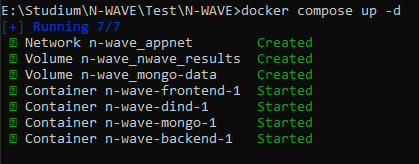 E:\Studium\N-WAVE\Test\N-WAVE>docker compose up -d
[+] Running 7/7
Network n-wave_appnet Created
Volume n-wave_nwave_results Created
Volume n-wave_mongo-data Created
Container n-wave-frontend-1 Started
Container n-wave-dind-1 Started
Container n-wave-mongo-1 Started
Container n-wave-backend-1 Started